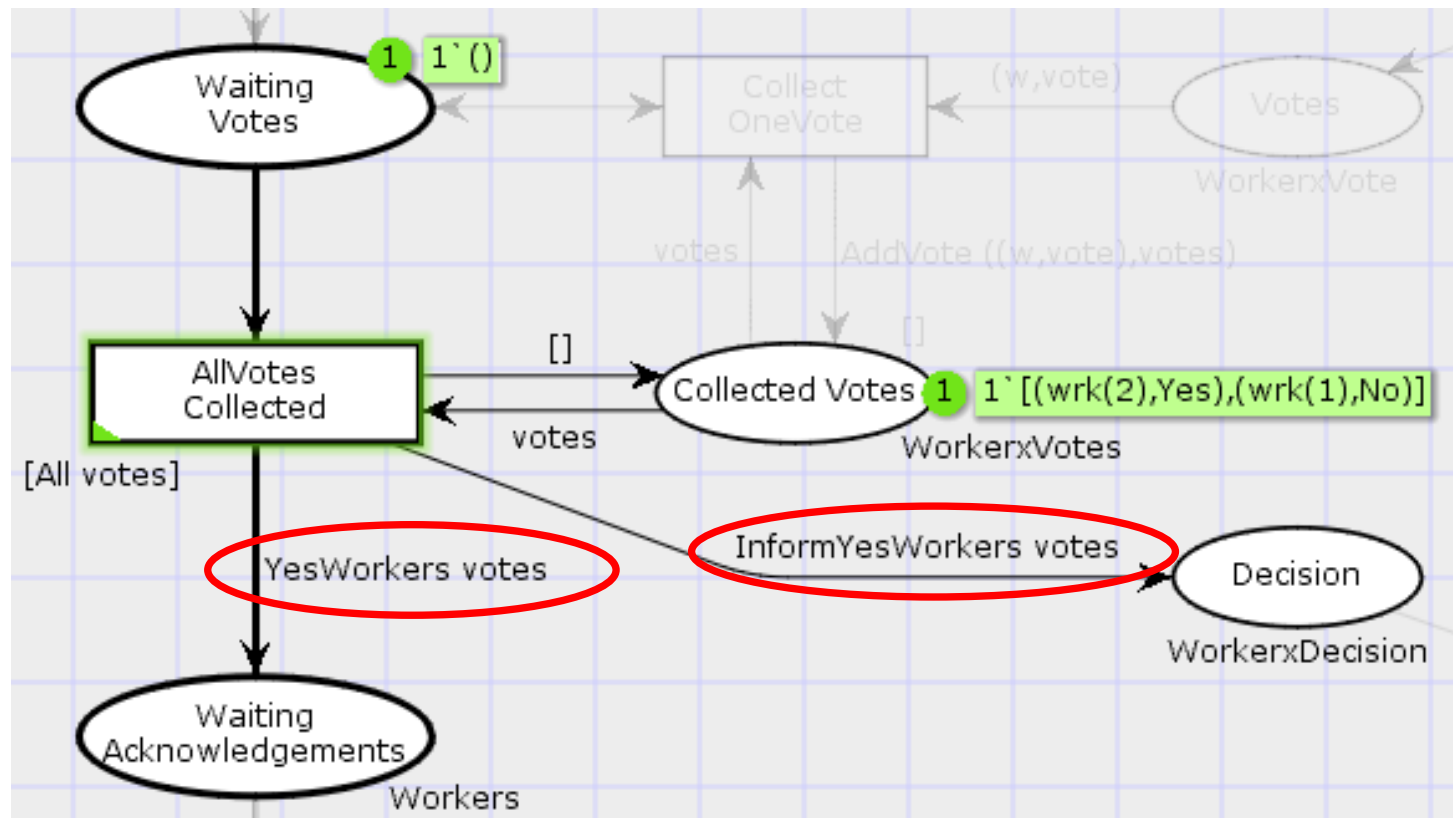 Waiting
Votes
1 1`()
Collect
OneVote
(w,vote)
Votes
WorkerxVote
votes
AddVote ((w,vote),votes)
[]
AllVotes
Collected
[]
votes
Collected Votes
1 1`[(wrk(2),Yes),(wrk(1),No)]
WorkerxVotes
[All votes]
YesWorkers votes
InformYesWorkers votes
Decision
WorkerxDecision
Waiting
Acknowledgements
Workers